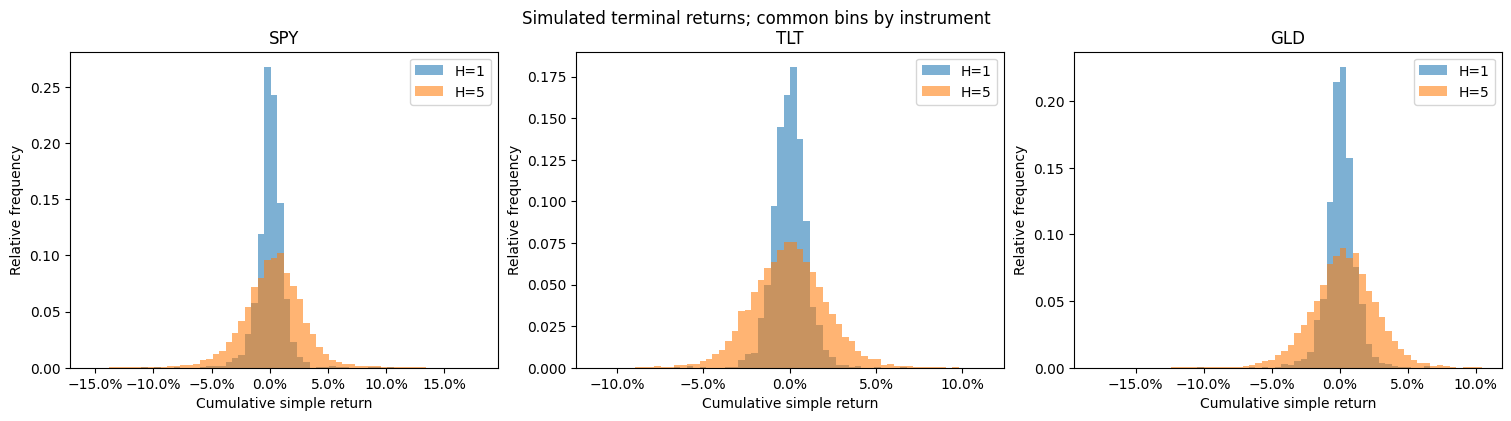 Simulated terminal returns; common bins by instrument
SPY
H=1
H=5
Relative frequency
0.25
0.20
0.15
0.10
0.05
0.00
−15.0% −10.0% −5.0% 0.0% 5.0% 10.0% 15.0%
Cumulative simple return
TLT
H=1
H=5
Relative frequency
0.175
0.150
0.125
0.100
0.075
0.050
0.025
0.000
−10.0% −5.0% 0.0% 5.0% 10.0%
Cumulative simple return
GLD
H=1
H=5
Relative frequency
0.20
0.15
0.10
0.05
0.00
−15.0% −10.0% −5.0% 0.0% 5.0% 10.0%
Cumulative simple return